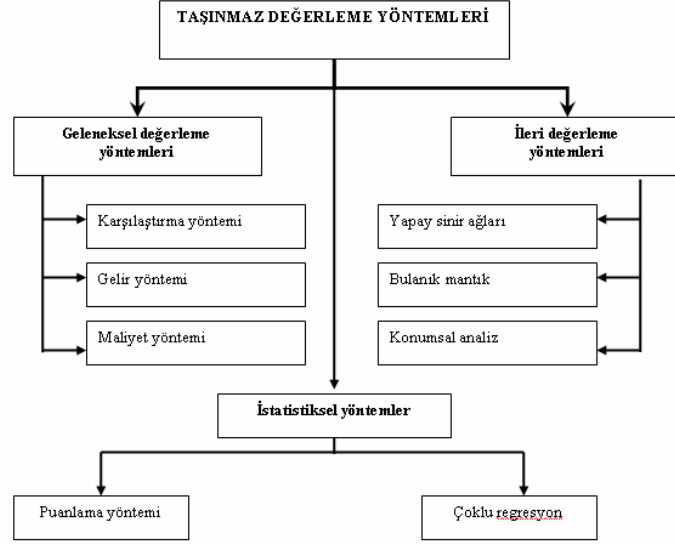 TAŞINMAZ DEĞERLEME YÖNTEMLERİ
Geleneksel değerleme
yöntemleri
Karşılaştırma yöntemi
Gelir yöntemi
Maliyet yöntemi
İleri değerleme
yöntemleri
Yapay sinir ağları
Bulanık mantık
Konumsal analiz
İstatistiksel yöntemler
Puanlama yöntemi
Çoklu regresyon